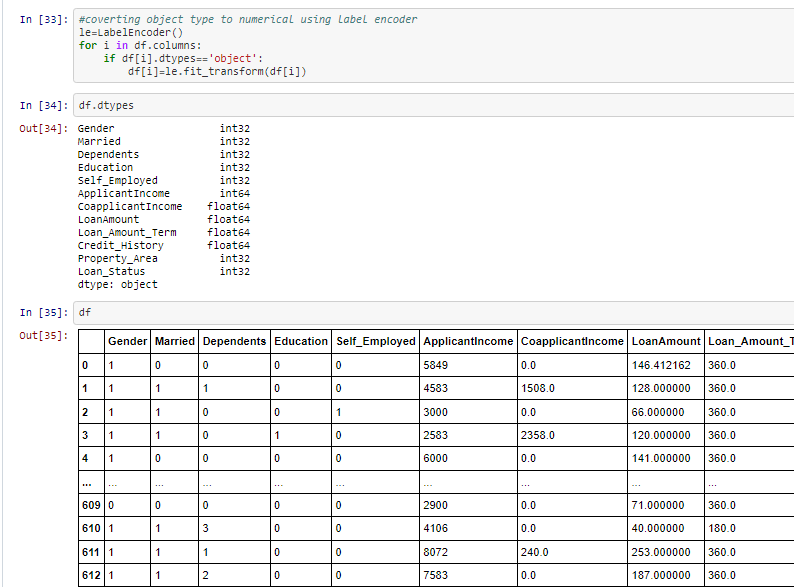 In [33]: #coverting object type to numerical using label encoder
le=LabelEncoder()
for i in df.columns:
    if df[i].dtypes=='object':
        df[i]=le.fit_transform(df[i])
In [34]: df.dtypes
Out[34]: Gender int32
Married int32
Dependents int32
Education int32
Self_Employed int32
ApplicantIncome int64
CoapplicantIncome float64
LoanAmount float64
Loan_Amount_Term float64
Credit_History float64
Property_Area int32
Loan_Status int32
dtype: object
In [35]: df
Out[35]:
Gender Married Dependents Education Self_Employed ApplicantIncome CoapplicantIncome LoanAmount Loan_Amount_T
0 1 0 0 0 0 5849 0.0 146.412162 360.0
1 1 1 1 0 0 4583 1508.0 128.000000 360.0
2 1 1 0 0 1 3000 0.0 66.000000 360.0
3 1 1 0 1 0 2583 2358.0 120.000000 360.0
4 1 0 0 0 0 6000 0.0 141.000000 360.0
... ... ... ... ... ... ... ... ... ...
609 0 0 0 0 0 2900 0.0 71.000000 360.0
610 1 1 3 0 0 4106 0.0 40.000000 180.0
611 1 1 1 0 0 8072 240.0 253.000000 360.0
612 1 1 2 0 0 7583 0.0 187.000000 360.0